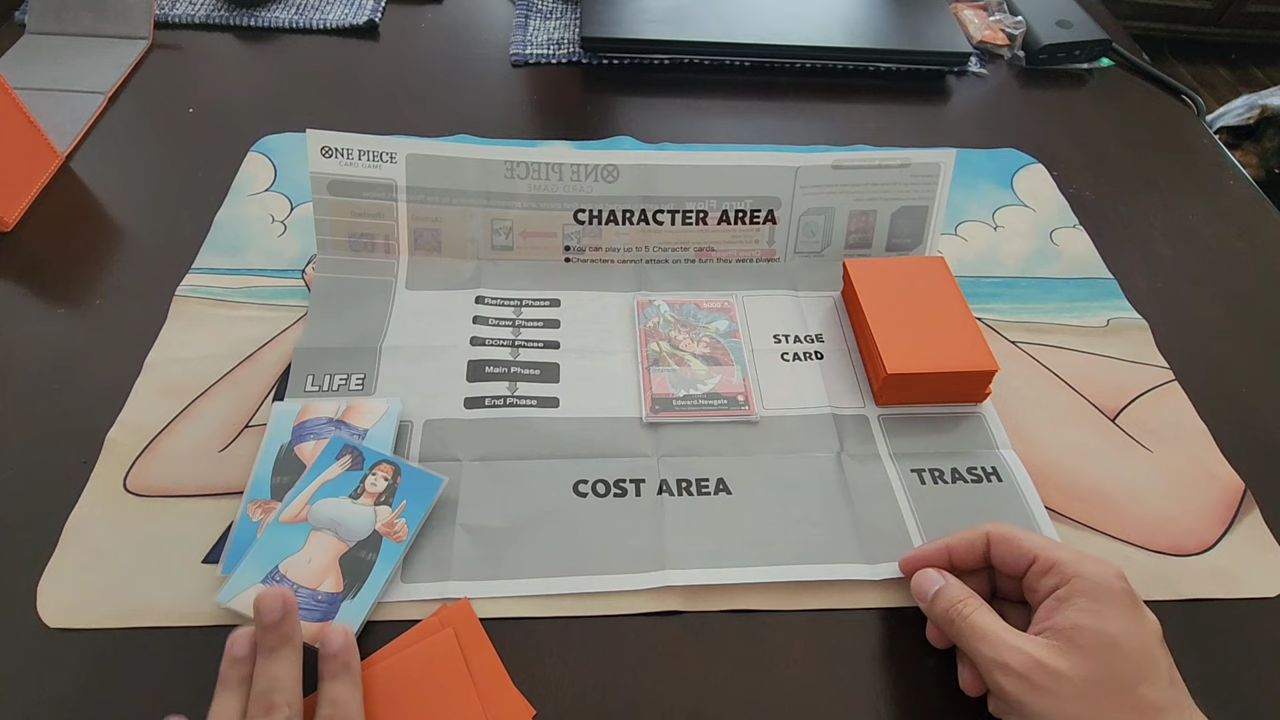 ONE PIECE
CARD GAME
ONE PIECE
CARD GAME
Turn Flow
CHARACTER AREA
●You can play up to 5 Character cards.
●Characters cannot attack on the turn they were played
Refresh Phase
Draw Phase
DON!! Phase
Main Phase
End Phase
STAGE
CARD
LIFE
Edward.Newgate
COST AREA
TRASH